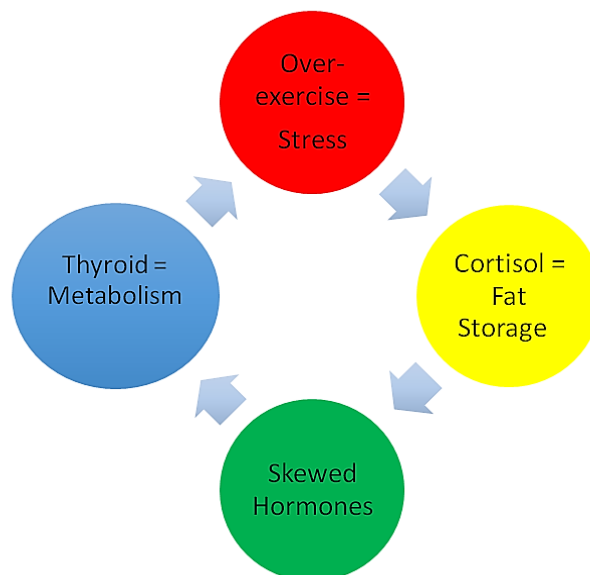 Over-
exercise =
Stress
Cortisol =
Fat
Storage
Skewed
Hormones
Thyroid =
Metabolism